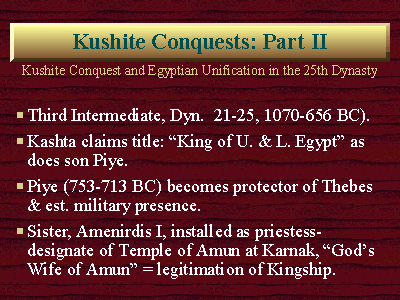 Kushite Conquests: Part II
Kushite Conquest and Egyptian Unification in the 25th Dynasty
Third Intermediate, Dyn. 21-25, 1070-656 BC).
Kashta claims title: “King of U. & L. Egypt” as
does son Piye.
Piye (753-713 BC) becomes protector of Thebes
& est. military presence.
Sister, Amenirdis I, installed as priestess-
designate of Temple of Amun at Karnak, “God’s
Wife of Amun” = legitimation of Kingship.